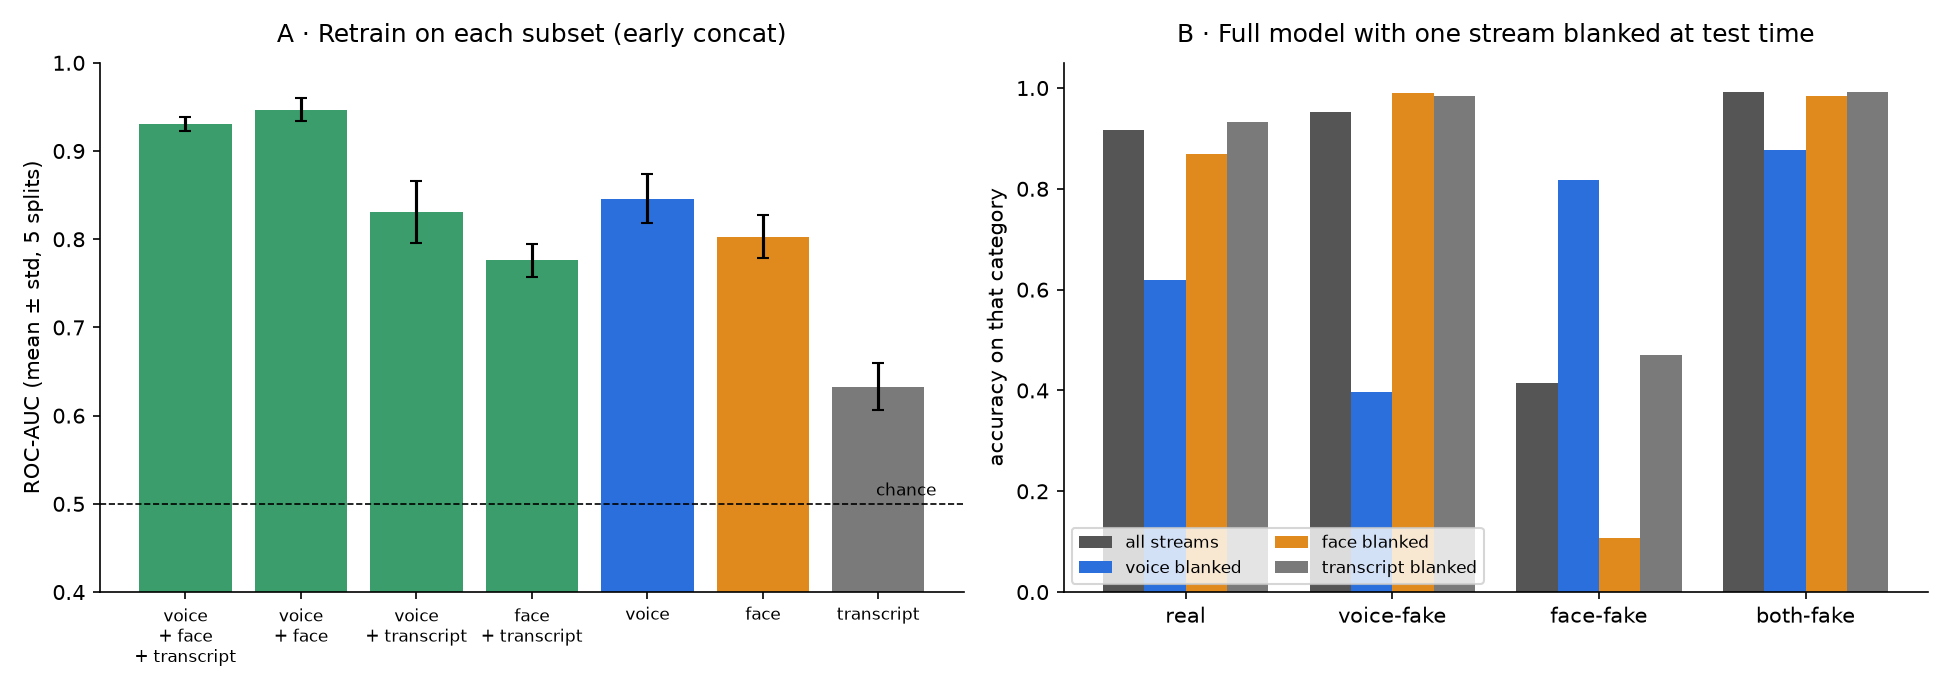 A · Retrain on each subset (early concat)
ROC-AUC (mean ± std, 5 splits)
1.0
0.9
0.8
0.7
0.6
0.5
0.4
chance
voice
+ face
+ transcript
voice
+ face
voice
+ transcript
face
+ transcript
voice
face
transcript
B · Full model with one stream blanked at test time
accuracy on that category
1.0
0.8
0.6
0.4
0.2
0.0
all streams
voice blanked
face blanked
transcript blanked
real
voice-fake
face-fake
both-fake